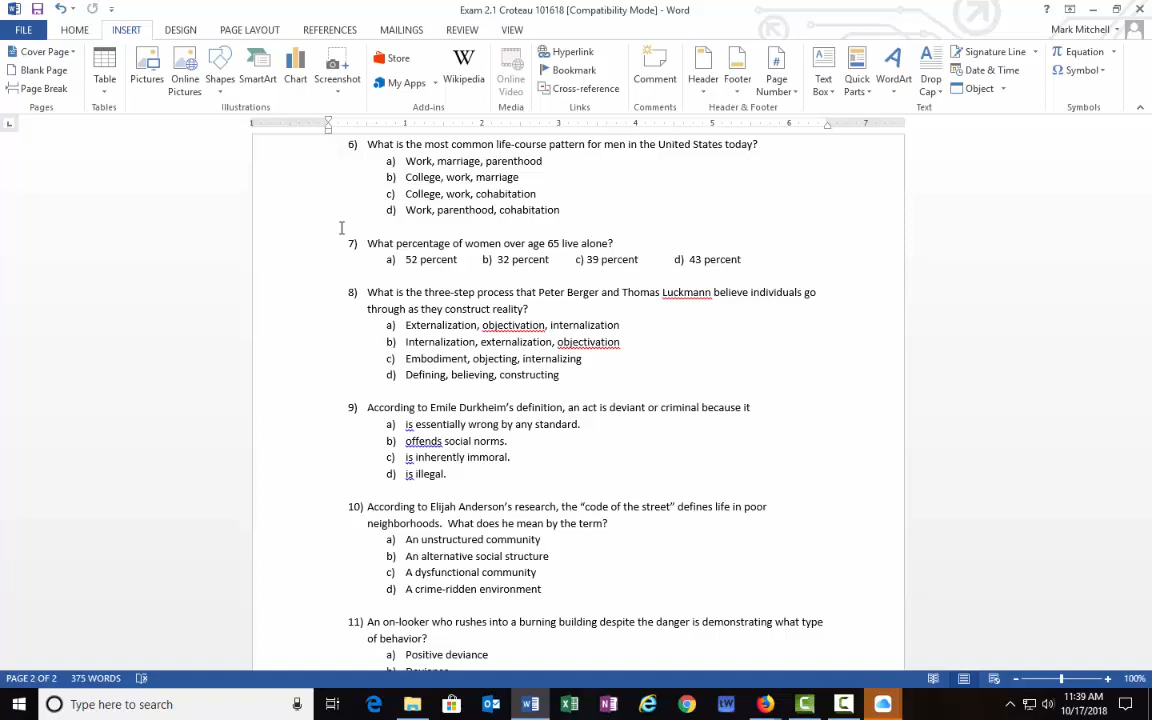 Exam 2.1 Croteau 101618 [Compatibility Mode] - Word
FILE HOME INSERT DESIGN PAGE LAYOUT REFERENCES MAILINGS REVIEW VIEW Mark Mitchell
Cover Page
Blank Page
Page Break
Pages
Table
Tables
Pictures
Online Pictures
Shapes
SmartArt
Chart
Screenshot
Illustrations
Store
My Apps
Wikipedia
Add-ins
Online Video
Media
Hyperlink
Bookmark
Cross-reference
Links
Comment
Comments
Header
Footer
Page Number
Header & Footer
Text Box
Quick Parts
WordArt
Drop Cap
Signature Line
Date & Time
Object
Text
Equation
Symbol
Symbols
1 1 2 3 4 5 6 7
6) What is the most common life-course pattern for men in the United States today?
a) Work, marriage, parenthood
b) College, work, marriage
c) College, work, cohabitation
d) Work, parenthood, cohabitation
7) What percentage of women over age 65 live alone?
a) 52 percent b) 32 percent c) 39 percent d) 43 percent
8) What is the three-step process that Peter Berger and Thomas Luckmann believe individuals go
through as they construct reality?
a) Externalization, objectivation, internalization
b) Internalization, externalization, objectivation
c) Embodiment, objecting, internalizing
d) Defining, believing, constructing
9) According to Emile Durkheim's definition, an act is deviant or criminal because it
a) is essentially wrong by any standard.
b) offends social norms.
c) is inherently immoral.
d) is illegal.
10) According to Elijah Anderson's research, the “code of the street” defines life in poor
neighborhoods. What does he mean by the term?
a) An unstructured community
b) An alternative social structure
c) A dysfunctional community
d) A crime-ridden environment
11) An on-looker who rushes into a burning building despite the danger is demonstrating what type
of behavior?
a) Positive deviance
b) Deviance
PAGE 2 OF 2 375 WORDS 100%
Type here to search
11:39 AM
10/17/2018